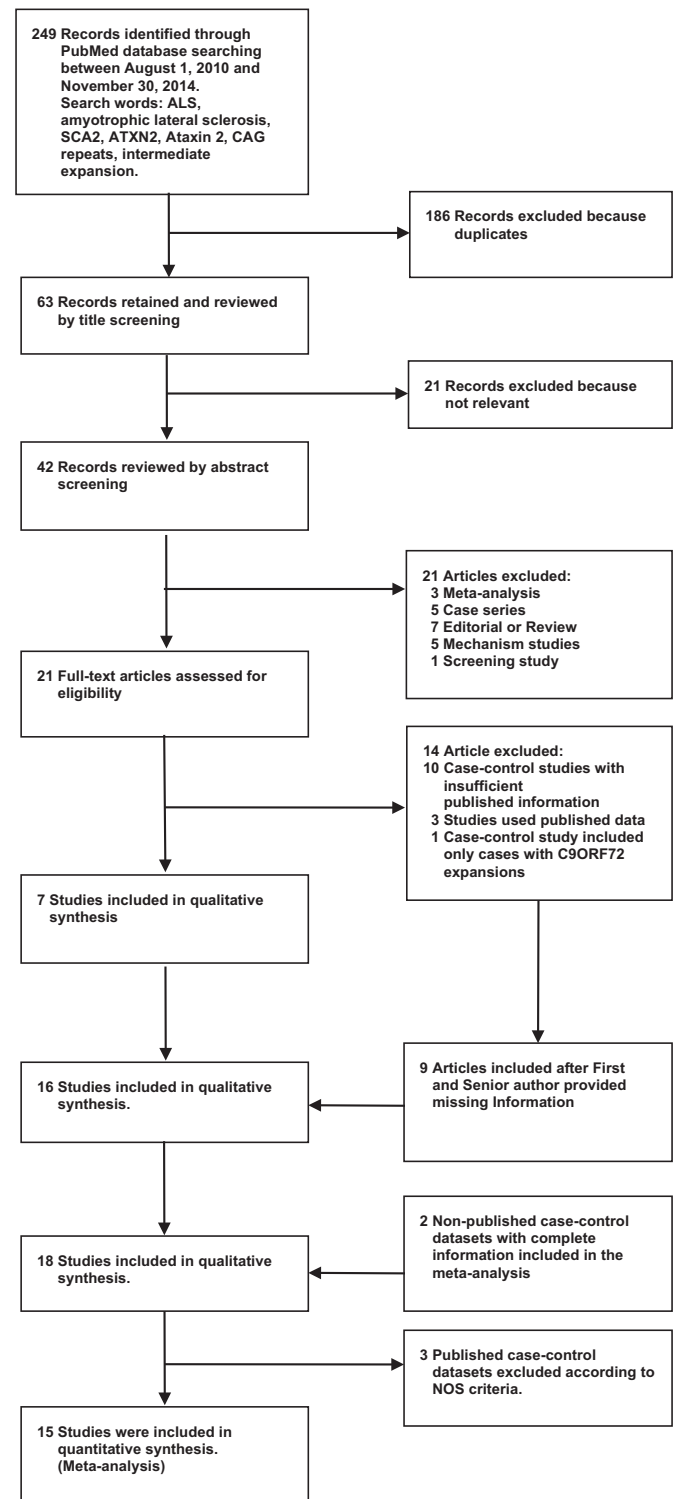 249 Records identified through
PubMed database searching
between August 1, 2010 and
November 30, 2014.
Search words: ALS,
amyotrophic lateral sclerosis,
SCA2, ATXN2, Ataxin 2, CAG
repeats, intermediate
expansion.
186 Records excluded because
duplicates
63 Records retained and reviewed
by title screening
21 Records excluded because
not relevant
42 Records reviewed by abstract
screening
21 Articles excluded:
3 Meta-analysis
5 Case series
7 Editorial or Review
5 Mechanism studies
1 Screening study
21 Full-text articles assessed for
eligibility
14 Article excluded:
10 Case-control studies with
insufficient
published information
3 Studies used published data
1 Case-control study included
only cases with C9ORF72
expansions
7 Studies included in qualitative
synthesis
9 Articles included after First
and Senior author provided
missing Information
16 Studies included in qualitative
synthesis.
2 Non-published case-control
datasets with complete
information included in the
meta-analysis
18 Studies included in qualitative
synthesis.
3 Published case-control
datasets excluded according to
NOS criteria.
15 Studies were included in
quantitative synthesis.
(Meta-analysis)